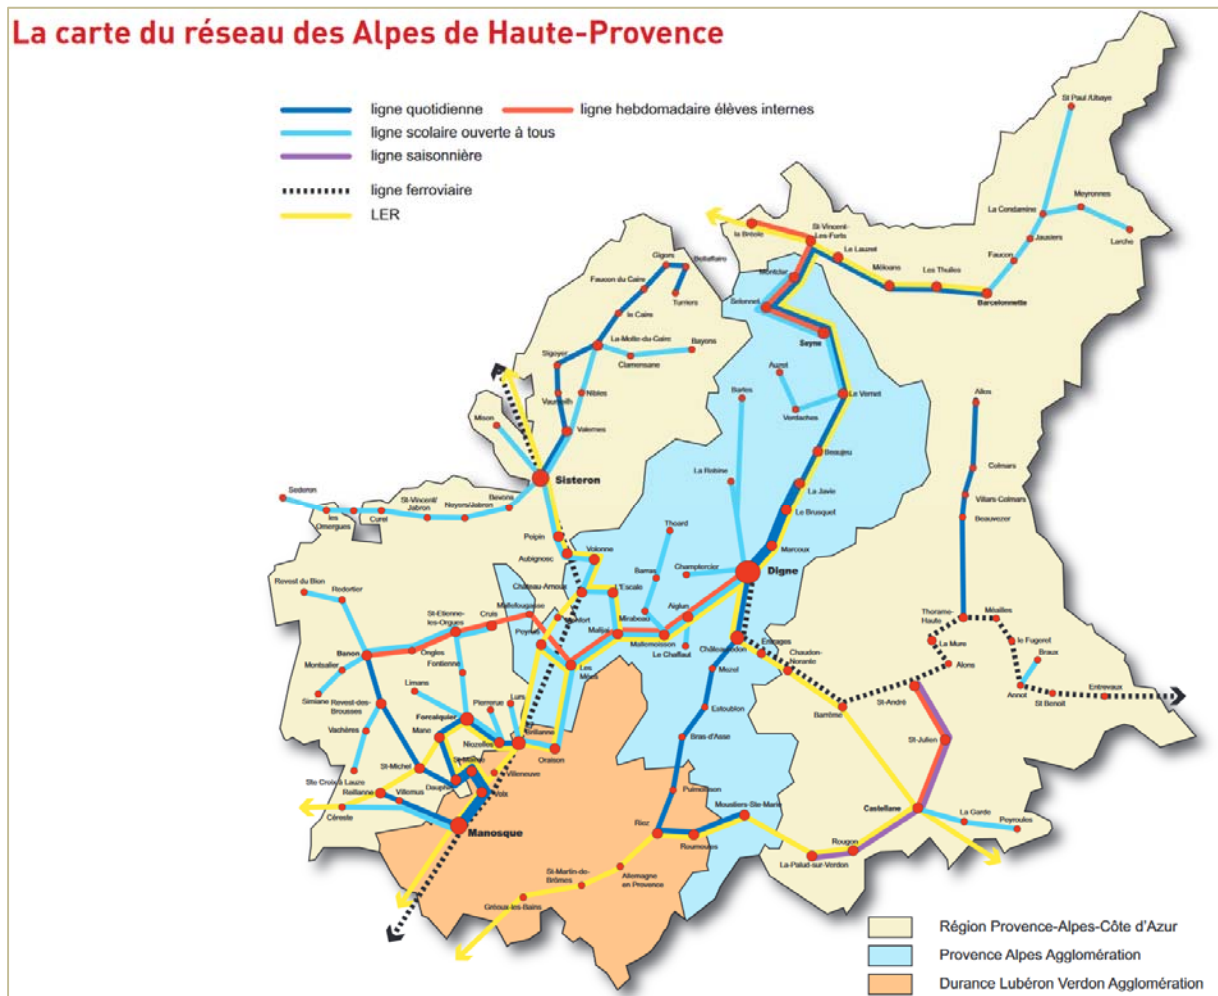 La carte du réseau des Alpes de Haute-Provence
ligne quotidienne
ligne hebdomadaire élèves internes
ligne scolaire ouverte à tous
ligne saisonnière
ligne ferroviaire
LER
St Paul /Ubaye
Meyronnes
La Condamine
Larche
Jausiers
Faucon
Barcelonnette
Les Thuiles
Méloans
Le Lauzet
St-Vincent-
Les-Forts
la Bréole
Montclar
Selonnet
Seyne
Auzet
Verdaches
Le Vernet
Barles
Beaujeu
La Robine
La Javie
Le Brusquet
Marcoux
Digne
Thoard
Barras
Champtercier
Aiglun
Mirabeau
Mallemoisson
Le Chaffaut
Malijai
L'Escale
Gigors
Bellaffaire
Faucon du Caire
Turriers
le Caire
La-Motte-du-Caire
Bayons
Clamensane
Sigoyer
Nibles
Vaumeilh
Valernes
Mison
Sisteron
Sederon
les
Omergues
Curel
St-Vincent/
Jabron
Noyers/Jabron
Bevons
Peipin
Aubignosc
Volonne
Château-Arnoux
Montfort
Peyruis
Les
Mées
Mallefougasse
Cruis
St-Etienne-
les-Orgues
Revest du Bion
Redortier
Banon
Ongles
Fontienne
Montsalier
Simiane
Revest-des-
Brousses
Vachères
Ste Croix à Lauze
Limans
Pierrerue
Lurs
Forcalquier
Mane
Niozelles
Brillanne
Oraison
Villeneuve
St-Michel
St-Maime
Dauphin
Volx
Reillanne
Villemus
Céreste
Manosque
Châteauredon
Entrages
Chaudon-
Norante
Mezel
Estoublon
Bras-d'Asse
Puimoisson
Riez
Roumoules
Moustiers-Ste-Marie
Allemagne
en Provence
St-Martin-de-
Brômes
Gréoux-les-Bains
La-Palud-sur-Verdon
Rougon
Castellane
La Garde
Peyroules
St-Julien
St-André
Barrême
Allos
Colmars
Villars-Colmars
Beauvezer
Thorame-
Haute
Méailles
La Mure
Alons
le Fugeret
Braux
Annot
St Benoit
Entrevaux
Région Provence-Alpes-Côte d'Azur
Provence Alpes Agglomération
Durance Lubéron Verdon Agglomération